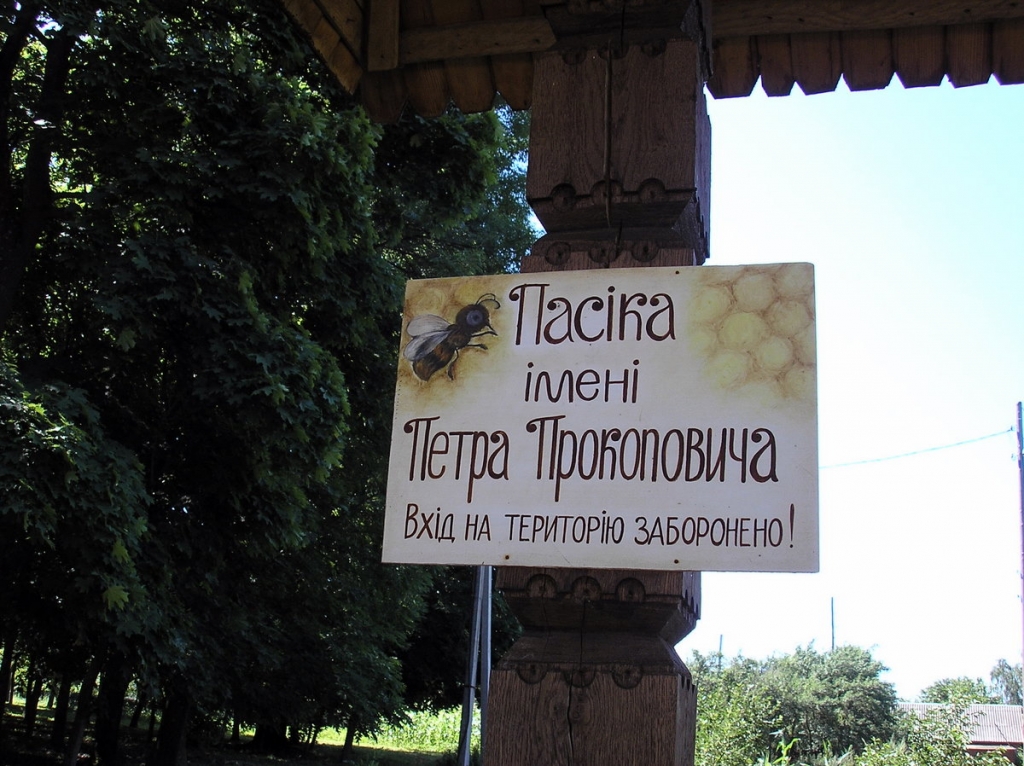 Пасіка
імені
Петра Прокоповича
Вхід на територію заборонено!